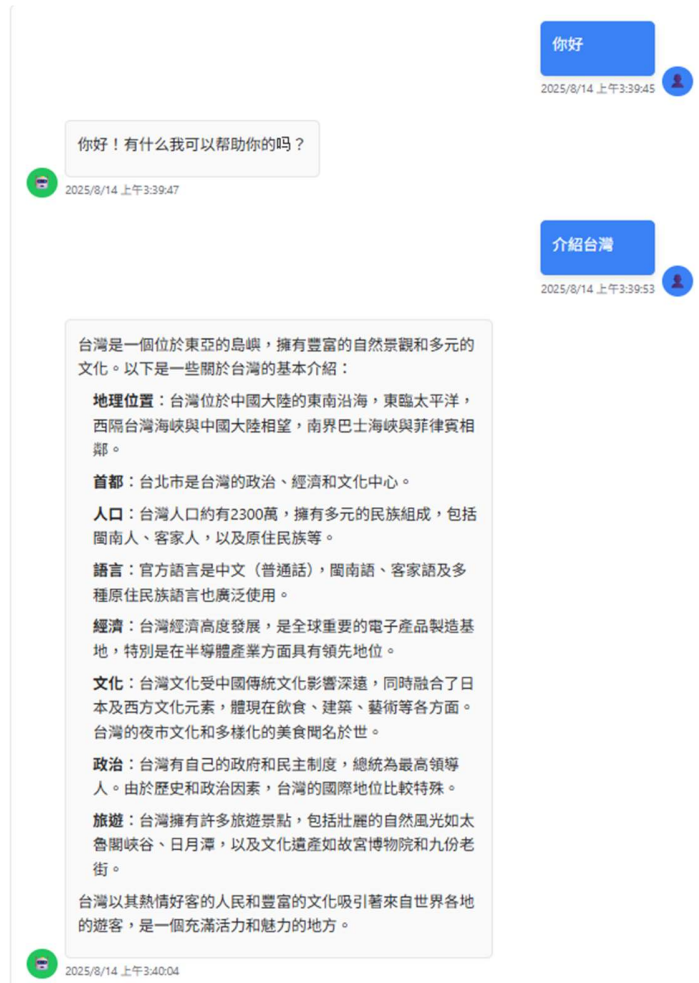 你好
2025/8/14 上午3:39:45
你好！有什么我可以帮助你的吗？
2025/8/14 上午3:39:47
介紹台灣
2025/8/14 上午3:39:53
台灣是一個位於東亞的島嶼，擁有豐富的自然景觀和多元的
文化。以下是一些關於台灣的基本介紹：
地理位置：台灣位於中國大陸的東南沿海，東臨太平洋，
西隔台灣海峽與中國大陸相望，南界巴士海峽與菲律賓相
鄰。
首都：台北市是台灣的政治、經濟和文化中心。
人口：台灣人口約有2300萬，擁有多元的民族組成，包括
閩南人、客家人，以及原住民族等。
語言：官方語言是中文（普通話），閩南語、客家語及多
種原住民族語言也廣泛使用。
經濟：台灣經濟高度發展，是全球重要的電子產品製造基
地，特別是在半導體產業方面具有領先地位。
文化：台灣文化受中國傳統文化影響深遠，同時融合了日
本及西方文化元素，體現在飲食、建築、藝術等各方面。
台灣的夜市文化和多樣化的美食聞名於世。
政治：台灣有自己的政府和民主制度，總統為最高領導
人。由於歷史和政治因素，台灣的國際地位比較特殊。
旅遊：台灣擁有許多旅遊景點，包括壯麗的自然風光如太
魯閣峽谷、日月潭，以及文化遺產如故宮博物院和九份老
街。
台灣以其熱情好客的人民和豐富的文化吸引著來自世界各地
的遊客，是一個充滿活力和魅力的地方。
2025/8/14 上午3:40:04